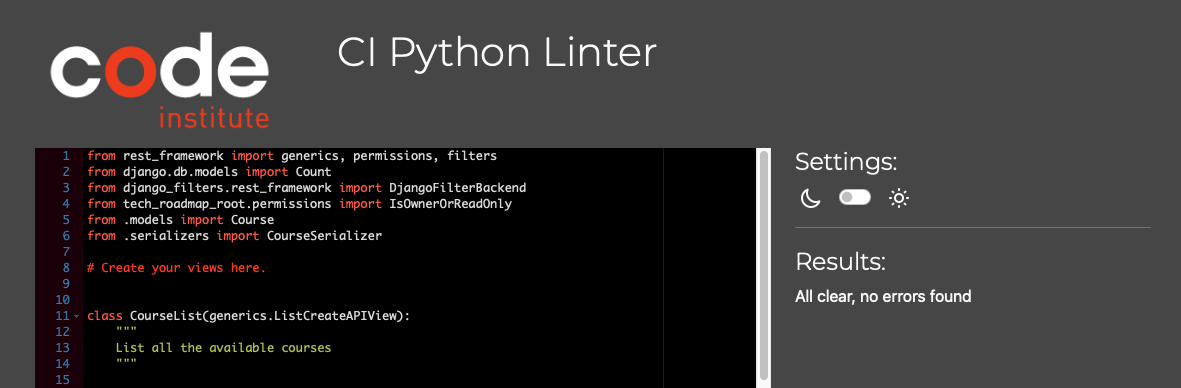 code
institute
CI Python Linter
1 from rest_framework import generics, permissions, filters
2 from django.db.models import Count
3 from django_filters.rest_framework import DjangoFilterBackend
4 from tech_roadmap_root.permissions import IsOwnerOrReadOnly
5 from .models import Course
6 from .serializers import CourseSerializer
7
8 # Create your views here.
9
10
11 class CourseList(generics.ListCreateAPIView):
12 """
13 List all the available courses
14 """
15
Settings:
Results:
All clear, no errors found